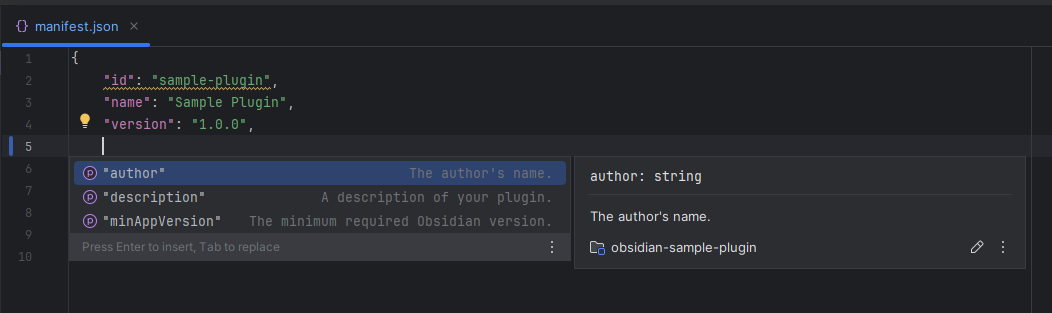 {} manifest.json ×
1 {
2 "id": "sample-plugin",
3 "name": "Sample Plugin",
4 "version": "1.0.0",
5
6 p "author" The author's name.
7 p "description" A description of your plugin.
8 p "minAppVersion" The minimum required Obsidian version.
9 Press Enter to insert, Tab to replace
10
author: string
The author's name.
obsidian-sample-plugin